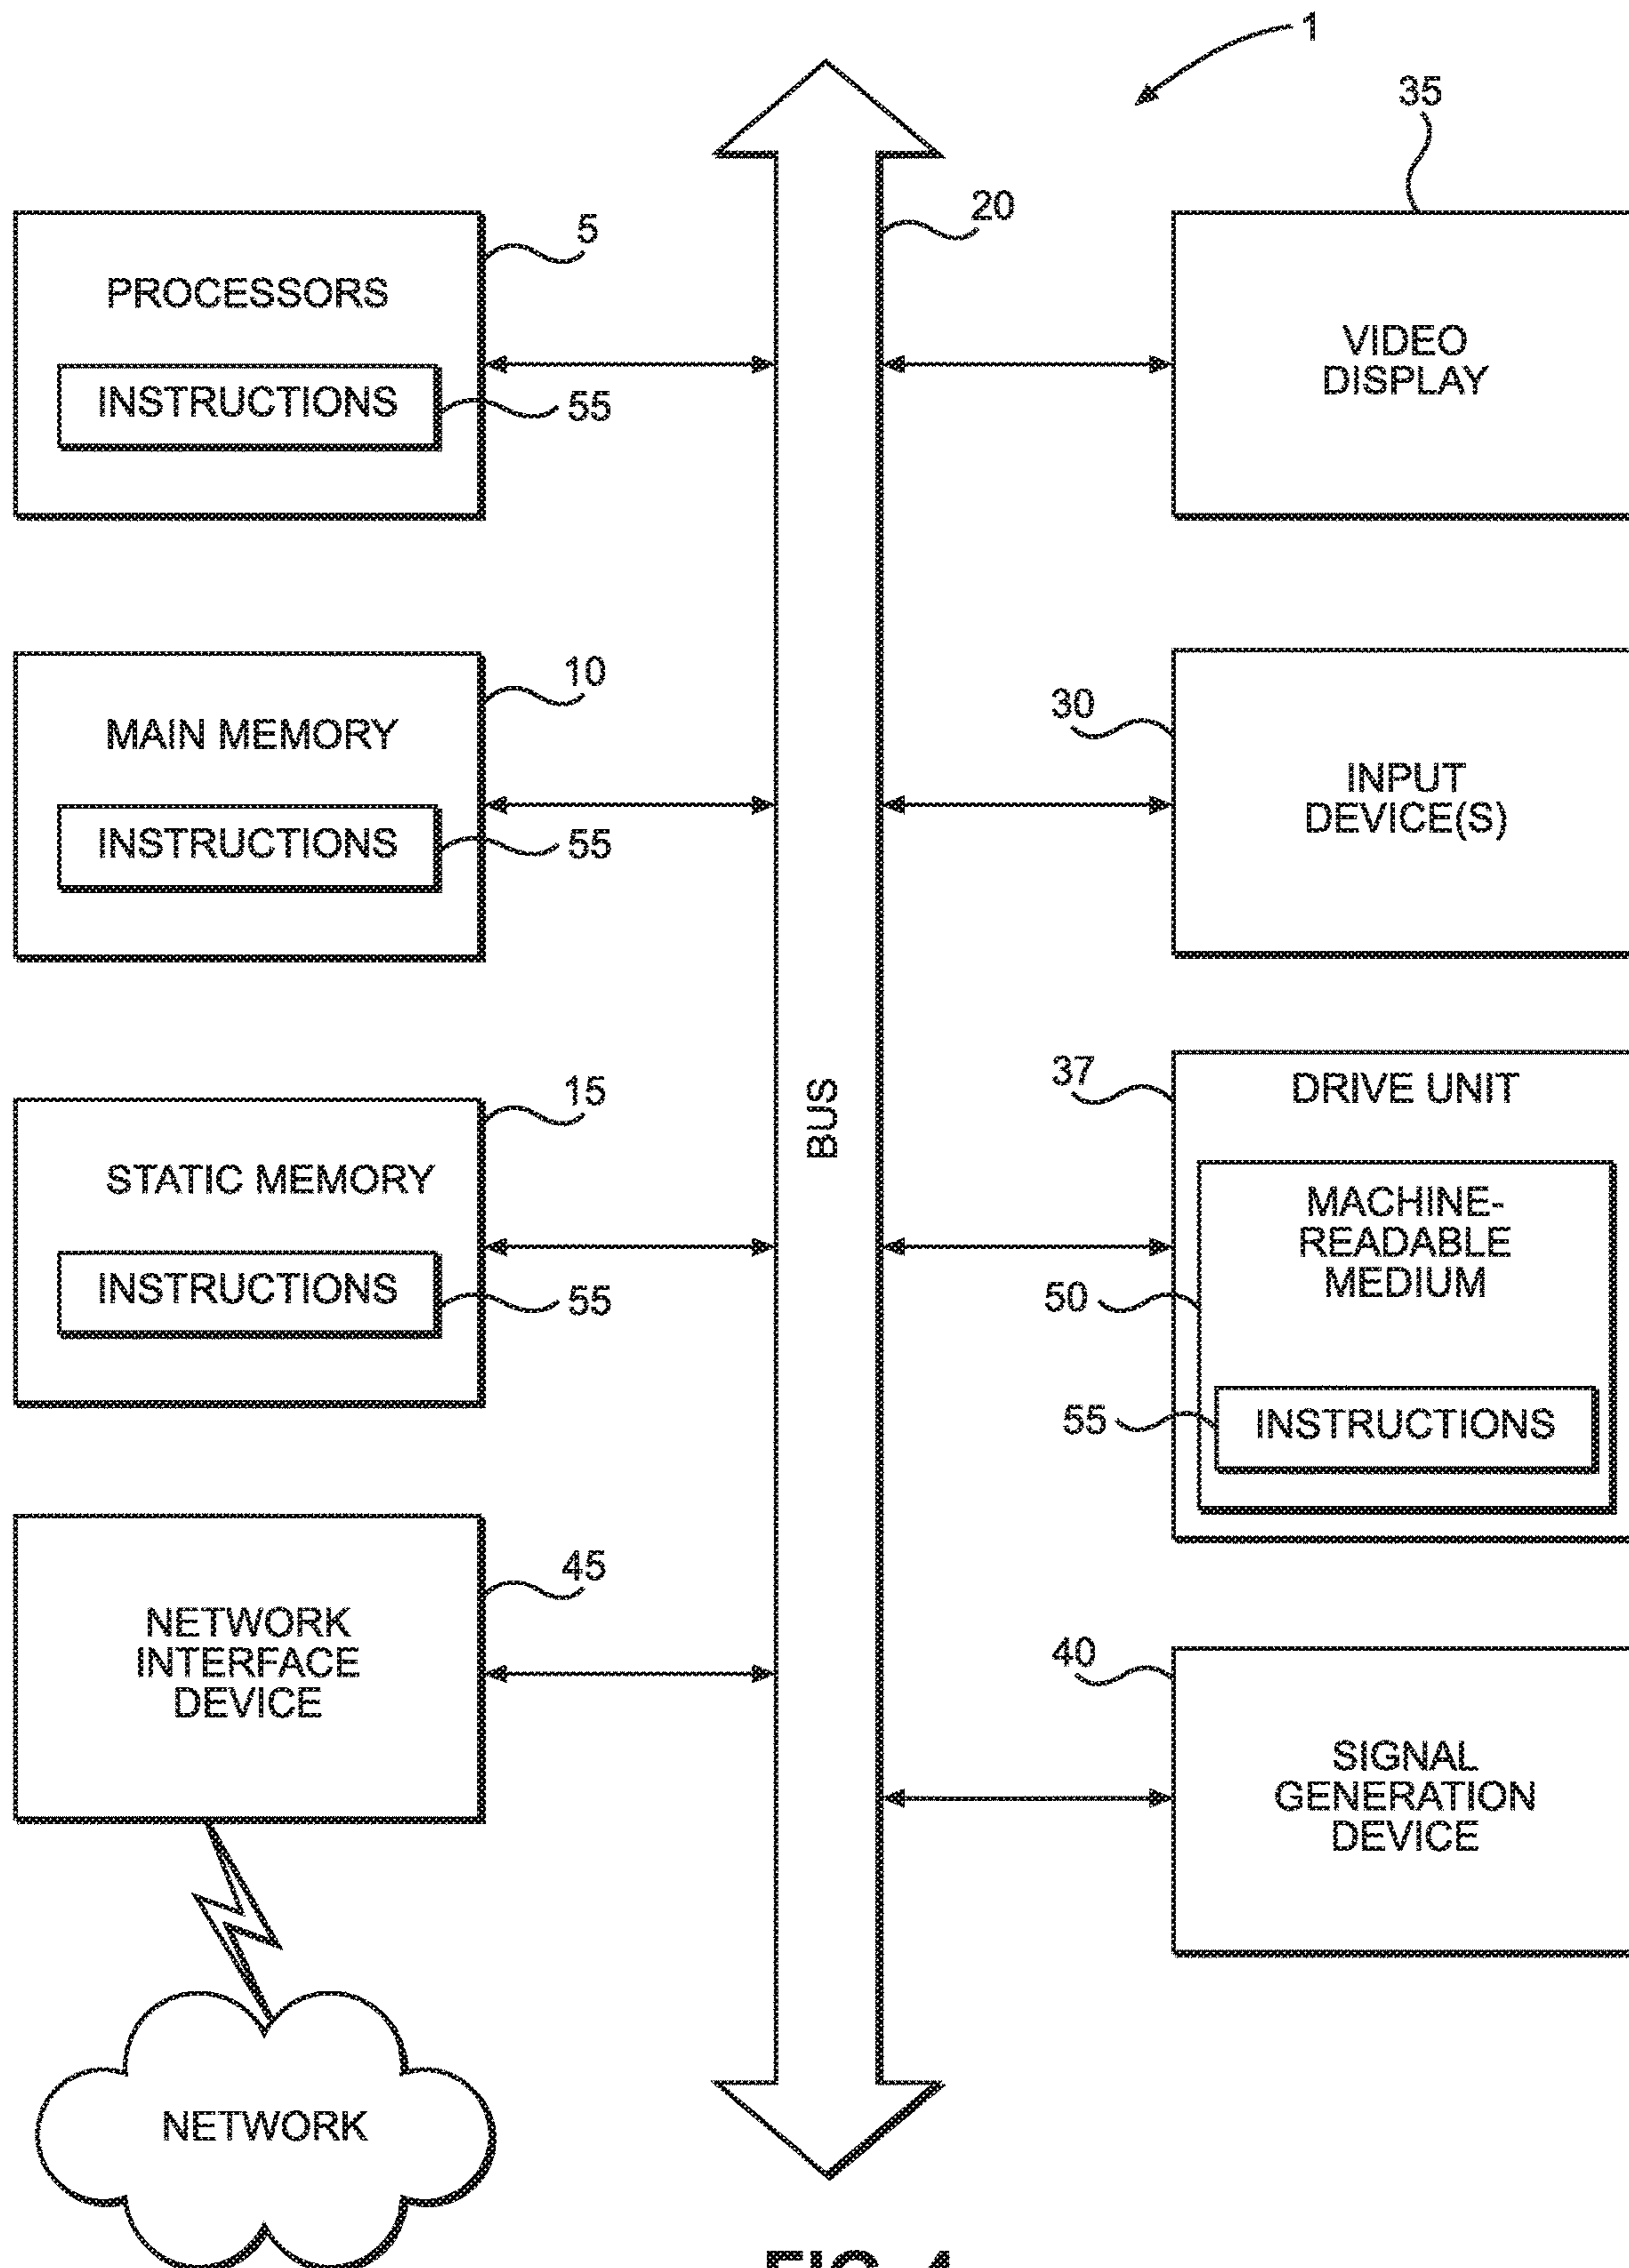 1
35
20
5
PROCESSORS
INSTRUCTIONS
55
VIDEO
DISPLAY
10
MAIN MEMORY
INSTRUCTIONS
55
30
INPUT
DEVICE(S)
15
STATIC MEMORY
INSTRUCTIONS
55
BUS
37
DRIVE UNIT
MACHINE-
READABLE
MEDIUM
50
55
INSTRUCTIONS
45
NETWORK
INTERFACE
DEVICE
40
SIGNAL
GENERATION
DEVICE
NETWORK